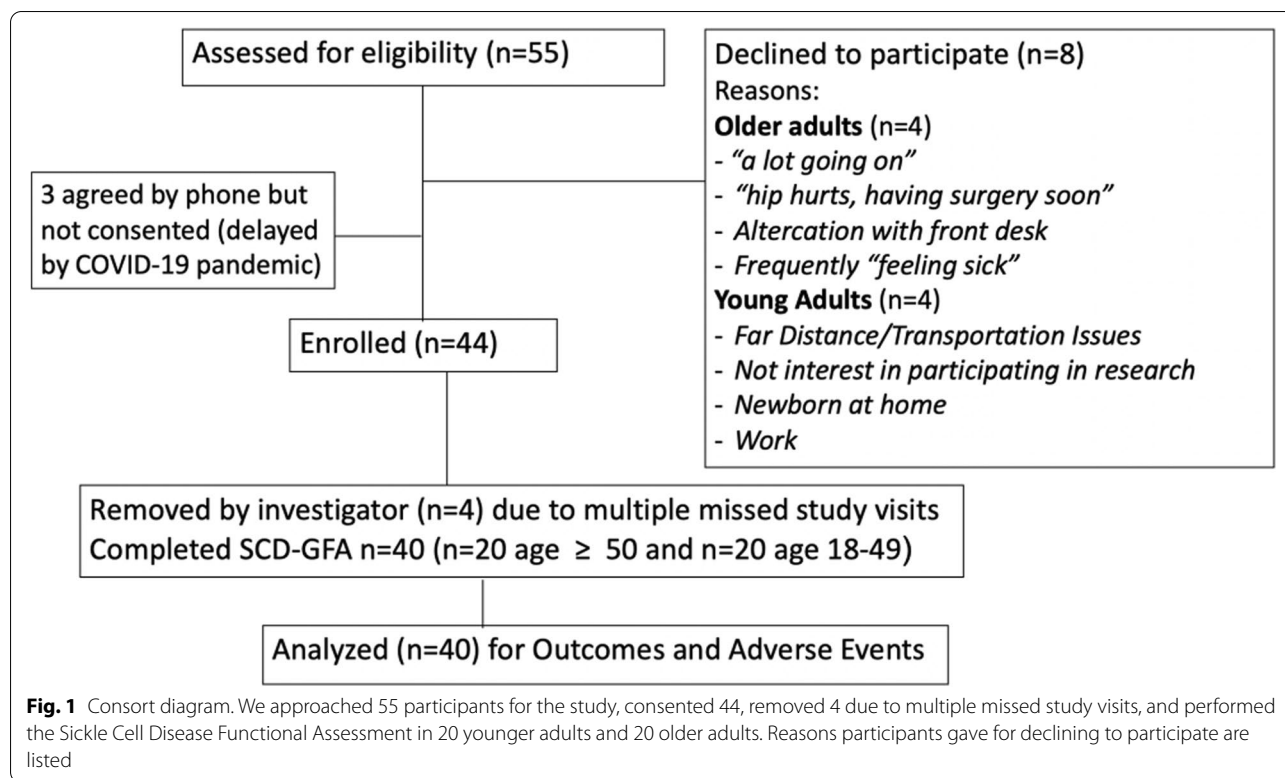 Assessed for eligibility (n=55)
Declined to participate (n=8)
Reasons:
Older adults (n=4)
- “a lot going on”
- “hip hurts, having surgery soon”
- Altercation with front desk
- Frequently “feeling sick”
Young Adults (n=4)
- Far Distance/Transportation Issues
- Not interest in participating in research
- Newborn at home
- Work
3 agreed by phone but
not consented (delayed
by COVID-19 pandemic)
Enrolled (n=44)
Removed by investigator (n=4) due to multiple missed study visits
Completed SCD-GFA n=40 (n=20 age ≥ 50 and n=20 age 18-49)
Analyzed (n=40) for Outcomes and Adverse Events
Fig. 1 Consort diagram. We approached 55 participants for the study, consented 44, removed 4 due to multiple missed study visits, and performed
the Sickle Cell Disease Functional Assessment in 20 younger adults and 20 older adults. Reasons participants gave for declining to participate are
listed